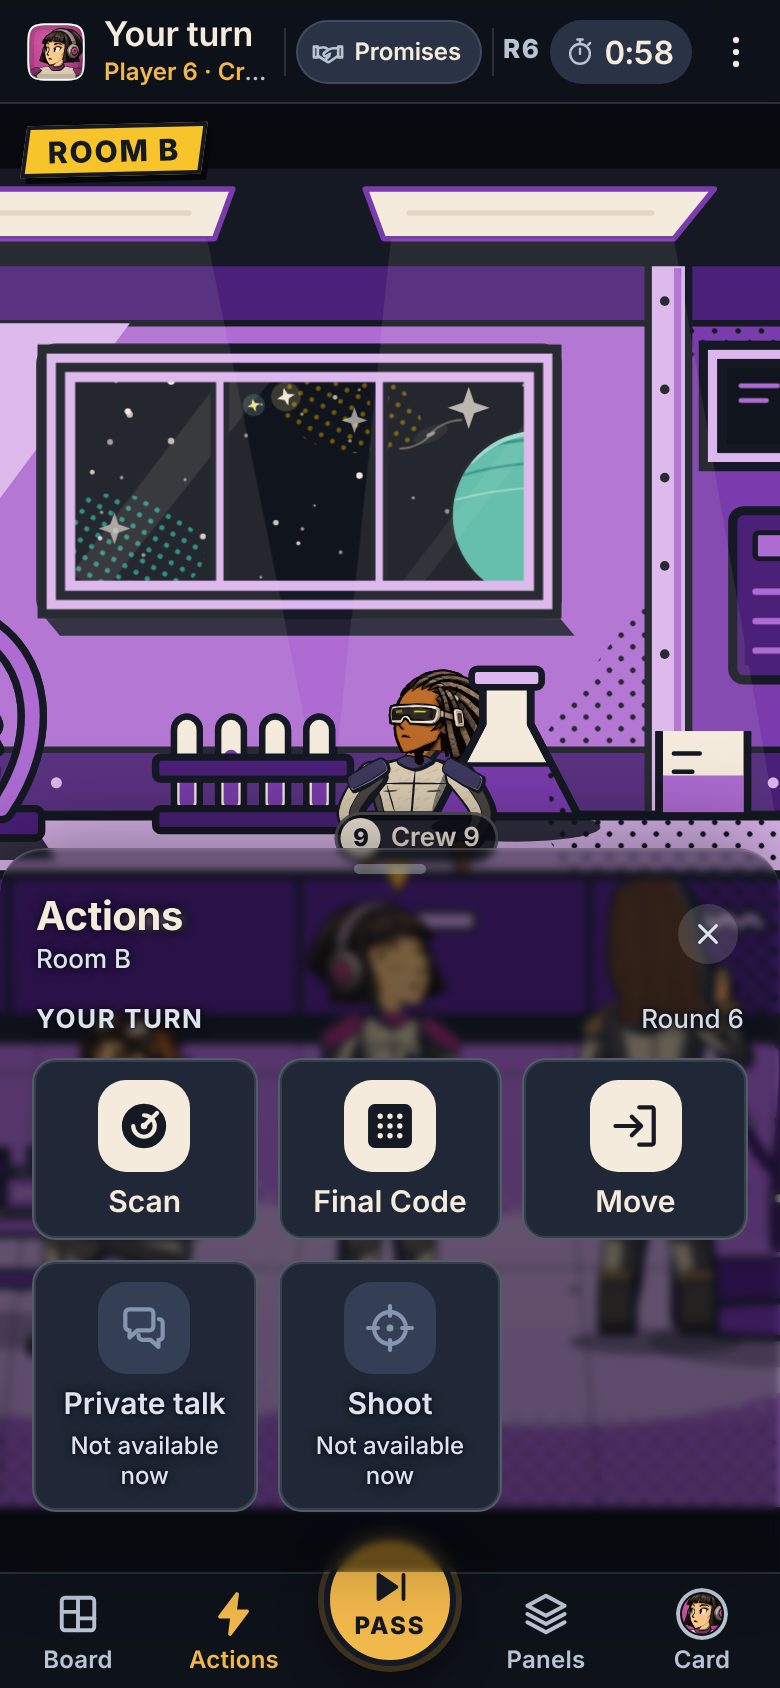 Your turn
Player 6 · Cr...
Promises
R6
0:58
ROOM B
9 Crew 9
Actions
Room B
YOUR TURN
Round 6
Scan
Final Code
Move
Private talk
Not available
now
Shoot
Not available
now
PASS
Board
Actions
Panels
Card